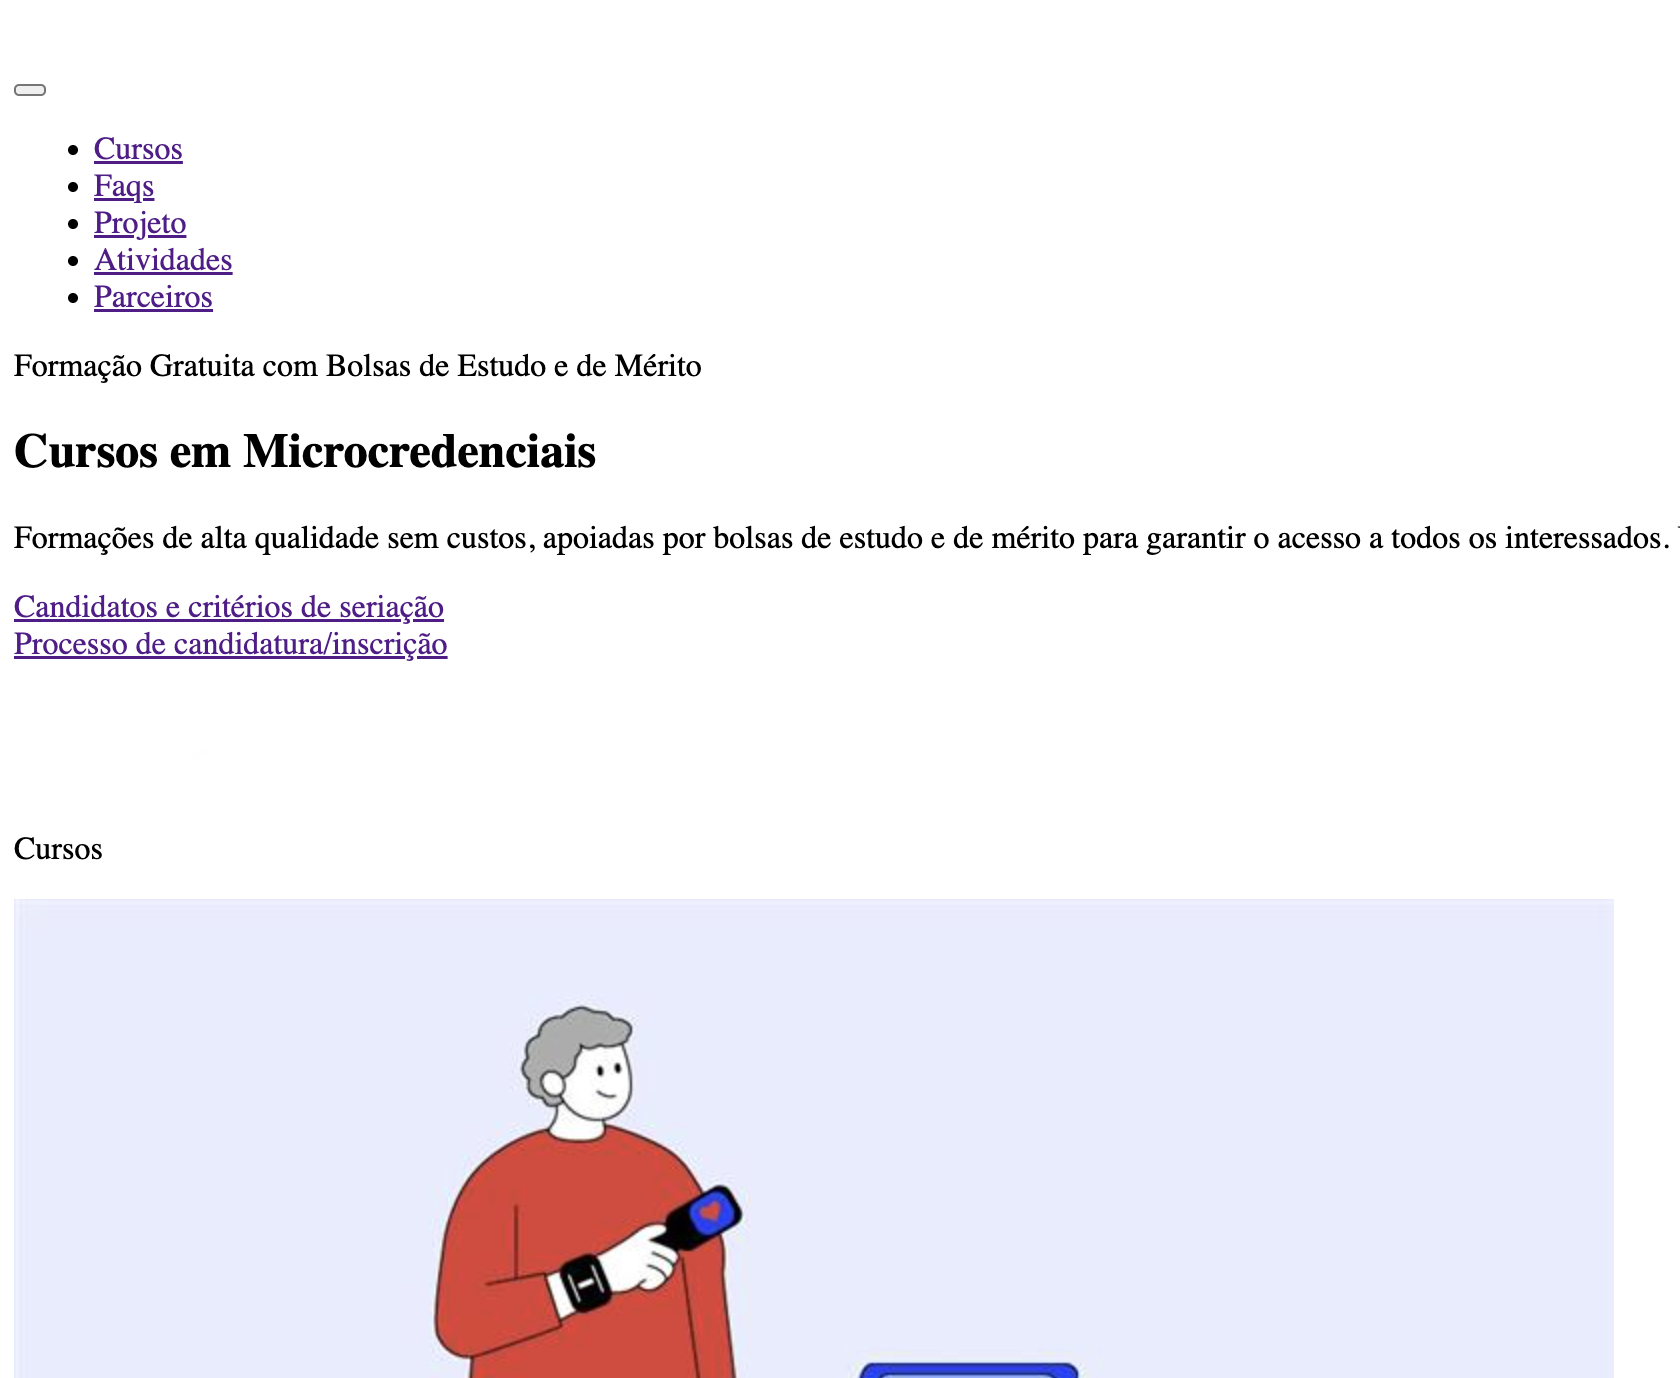 Cursos
Faqs
Projeto
Atividades
Parceiros
Formação Gratuita com Bolsas de Estudo e de Mérito
Cursos em Microcredenciais
Formações de alta qualidade sem custos, apoiadas por bolsas de estudo e de mérito para garantir o acesso a todos os interessados.
Candidatos e critérios de seriação
Processo de candidatura/inscrição
Cursos